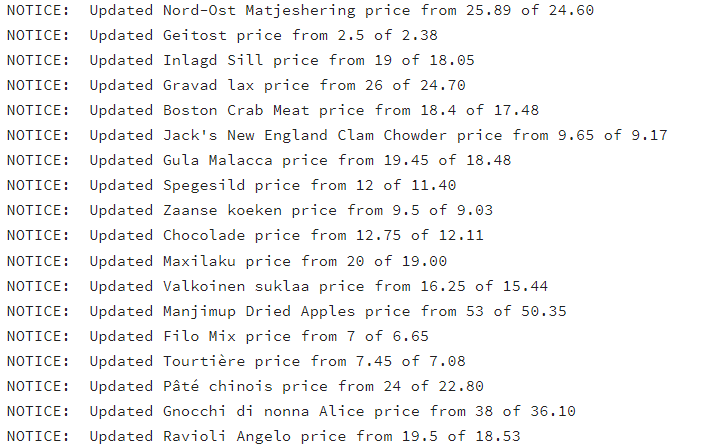 NOTICE:  Updated Nord-Ost Matjeshering price from 25.89 of 24.60
NOTICE:  Updated Geitost price from 2.5 of 2.38
NOTICE:  Updated Inlagd Sill price from 19 of 18.05
NOTICE:  Updated Gravad lax price from 26 of 24.70
NOTICE:  Updated Boston Crab Meat price from 18.4 of 17.48
NOTICE:  Updated Jack's New England Clam Chowder price from 9.65 of 9.17
NOTICE:  Updated Gula Malacca price from 19.45 of 18.48
NOTICE:  Updated Spegesild price from 12 of 11.40
NOTICE:  Updated Zaanse koeken price from 9.5 of 9.03
NOTICE:  Updated Chocolade price from 12.75 of 12.11
NOTICE:  Updated Maxilaku price from 20 of 19.00
NOTICE:  Updated Valkoinen suklaa price from 16.25 of 15.44
NOTICE:  Updated Manjimup Dried Apples price from 53 of 50.35
NOTICE:  Updated Filo Mix price from 7 of 6.65
NOTICE:  Updated Tourtière price from 7.45 of 7.08
NOTICE:  Updated Pâté chinois price from 24 of 22.80
NOTICE:  Updated Gnocchi di nonna Alice price from 38 of 36.10
NOTICE:  Updated Ravioli Angelo price from 19.5 of 18.53